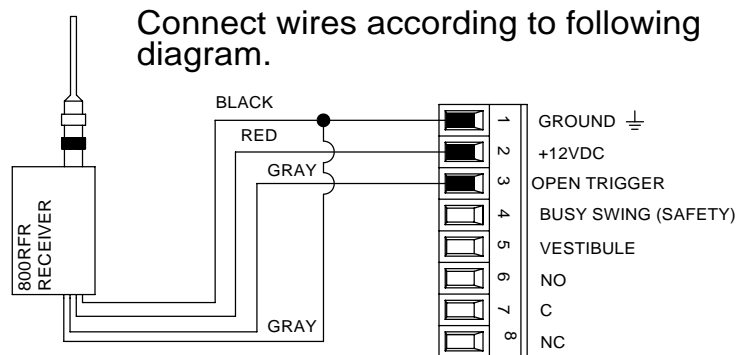 Connect wires according to following
diagram.
BLACK
RED
GRAY
GRAY
800RFR
RECEIVER
1 GROUND
2 +12VDC
3 OPEN TRIGGER
4 BUSY SWING (SAFETY)
5 VESTIBULE
6 NO
7 C
8 NC